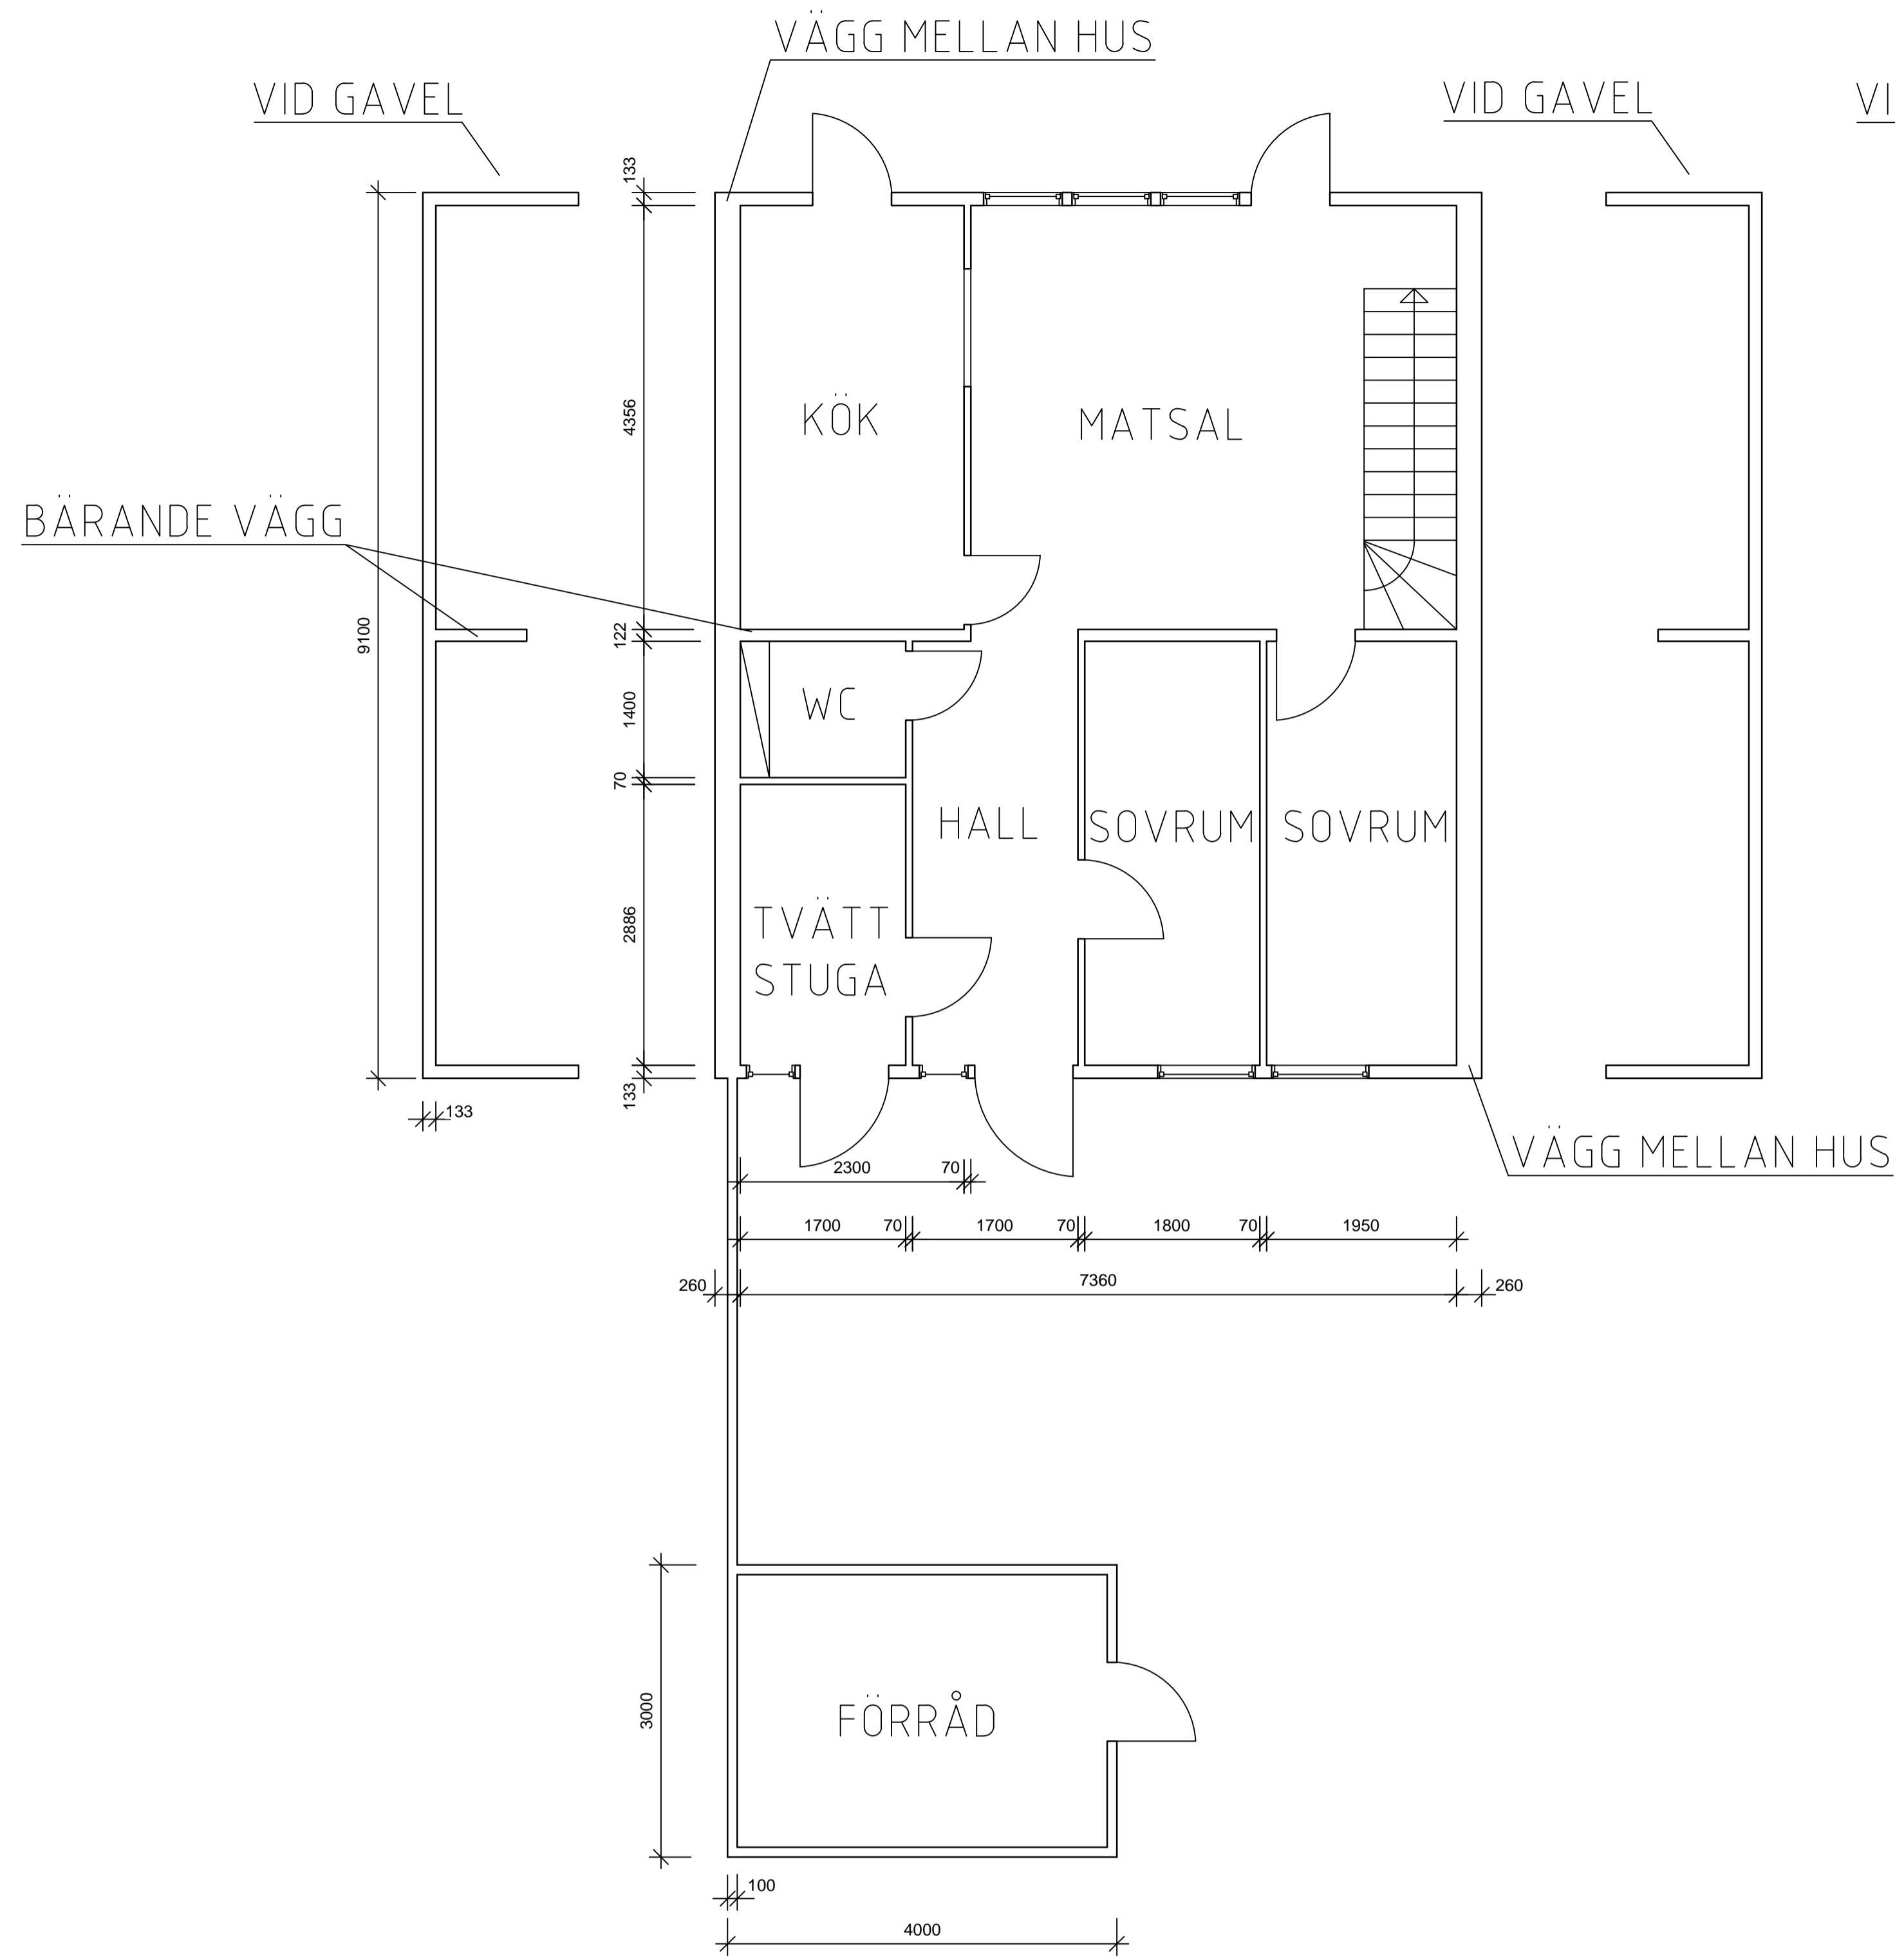 VÄGG MELLAN HUS
VID GAVEL
VID GAVEL
VI
133
4356
KÖK
MATSAL
BÄRANDE VÄGG
9100
122
1400
WC
70
HALL
SOVRUM
SOVRUM
2886
TVÄTT
STUGA
133
133
VÄGG MELLAN HUS
2300
70
1700
70
1700
70
1800
70
1950
260
7360
260
3000
FÖRRÅD
100
4000